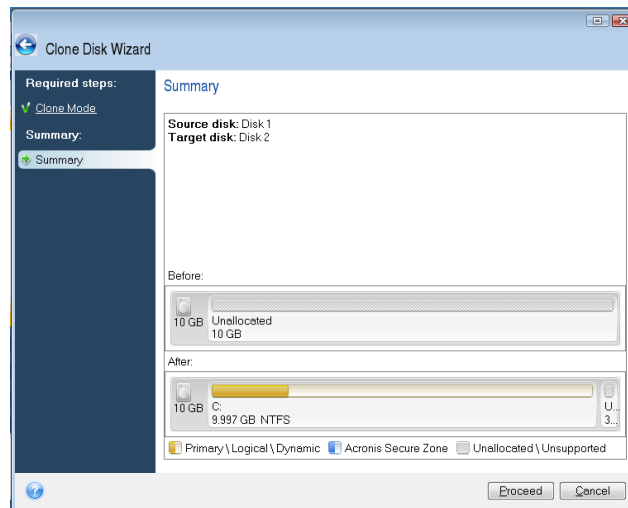 Clone Disk Wizard
Required steps:
Clone Mode
Summary:
Summary
Summary
Source disk: Disk 1
Target disk: Disk 2
Before:
10 GB
Unallocated
10 GB
After:
10 GB
C:
9.997 GB NTFS
U...
3...
Primary \ Logical \ Dynamic
Acronis Secure Zone
Unallocated \ Unsupported
Proceed
Cancel